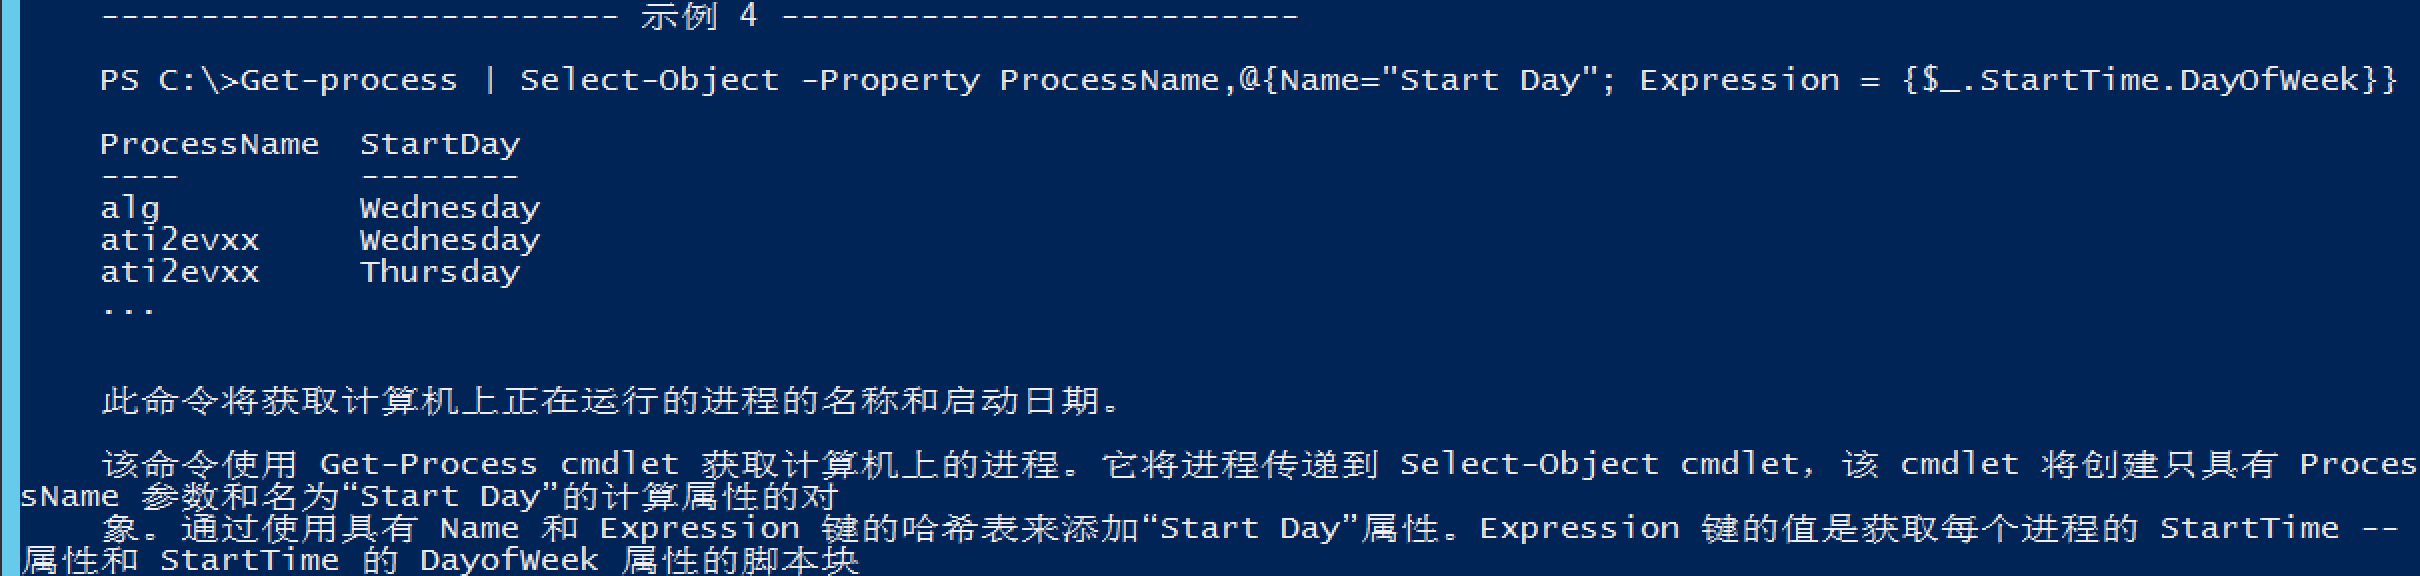 -------------------------- 示例 4 --------------------------
PS C:\>Get-process | Select-Object -Property ProcessName,@{Name="Start Day"; Expression = {$_.StartTime.DayOfWeek}}
ProcessName  StartDay
----         --------
alg          Wednesday
ati2evxx     Wednesday
ati2evxx     Thursday
...
此命令将获取计算机上正在运行的进程的名称和启动日期。
该命令使用 Get-Process cmdlet 获取计算机上的进程。它将进程传递到 Select-Object cmdlet，该 cmdlet 将创建只具有 Proces
sName 参数和名为“Start Day”的计算属性的对
象。通过使用具有 Name 和 Expression 键的哈希表来添加“Start Day”属性。Expression 键的值是获取每个进程的 StartTime --
属性和 StartTime 的 DayofWeek 属性的脚本块